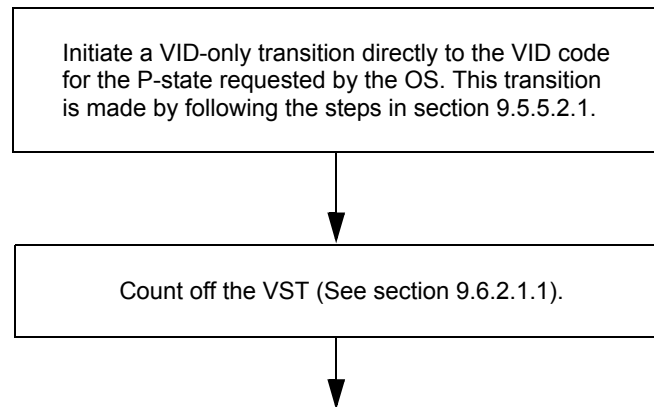 Initiate a VID-only transition directly to the VID code
for the P-state requested by the OS. This transition
is made by following the steps in section 9.5.5.2.1.
Count off the VST (See section 9.6.2.1.1).